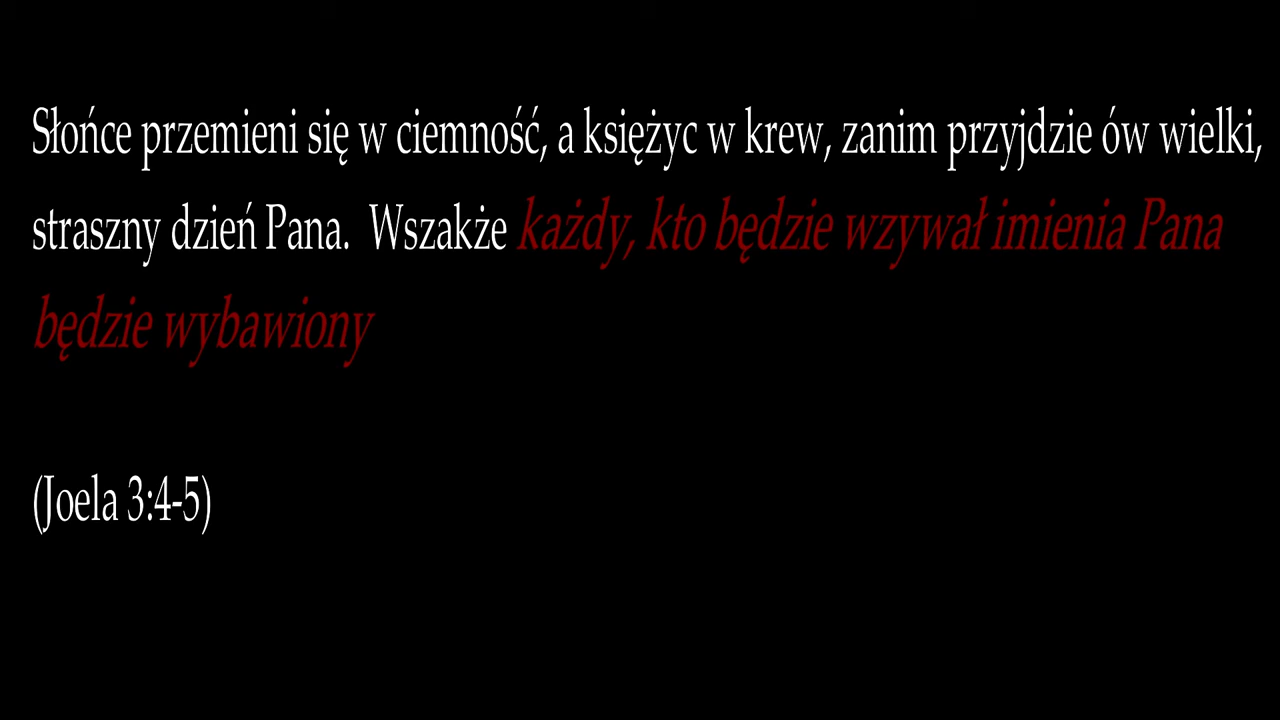 Słońce przemieni się w ciemność, a księżyc w krew, zanim przyjdzie ów wielki,
straszny dzień Pana. Wszakże każdy, kto będzie wzywał imienia Pana
będzie wybawiony
(Joela 3:4-5)